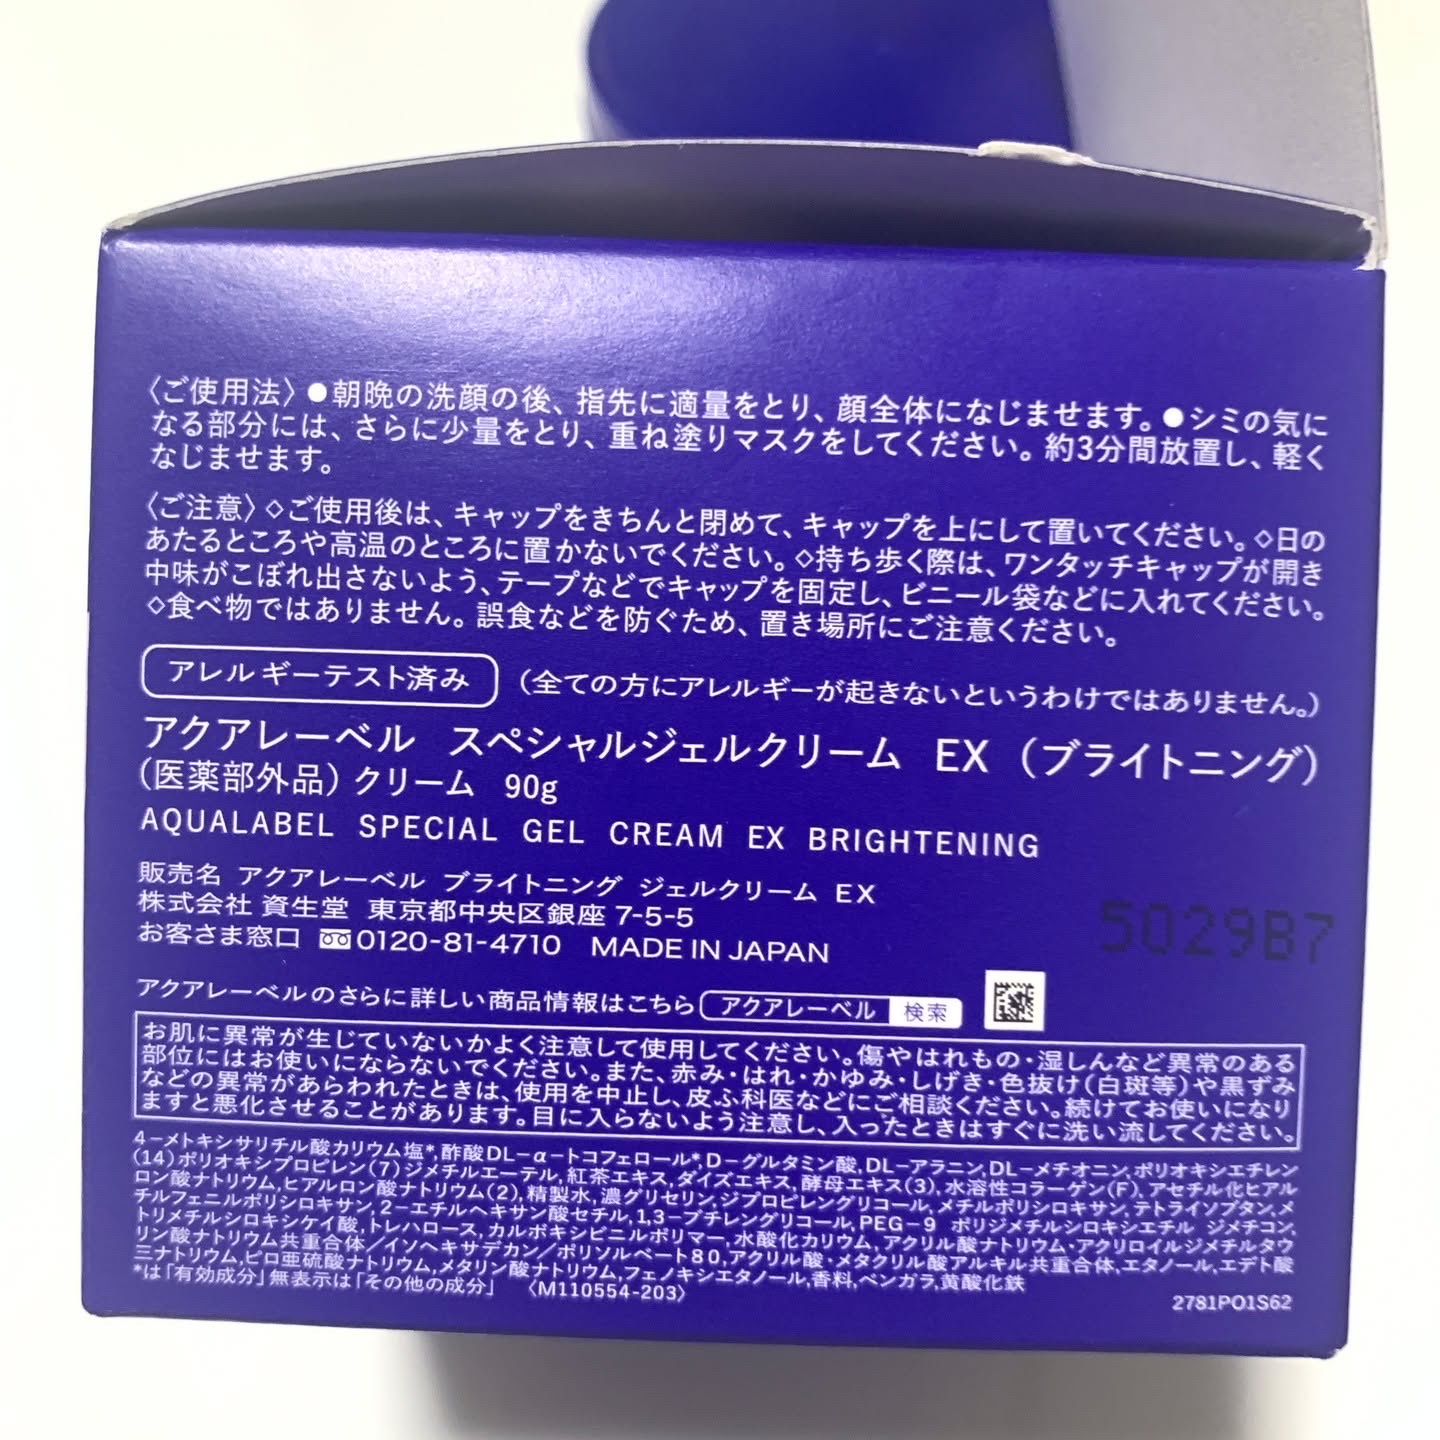 〈ご使用法〉●朝晩の洗顔の後、指先に適量をとり、顔全体になじませます。●シミの気に
なる部分には、さらに少量をとり、重ね塗りマスクをしてください。約3分間放置し、軽く
なじませます。
〈ご注意〉◇ご使用後は、キャップをきちんと閉めて、キャップを上にして置いてください。◇日の
あたるところや高温のところに置かないでください。◇持ち歩く際は、ワンタッチキャップが開き
中味がこぼれ出さないよう、テープなどでキャップを固定し、ビニール袋などに入れてください。
◇食べ物ではありません。誤食などを防ぐため、置き場所にご注意ください。
アレルギーテスト済み (全ての方にアレルギーが起きないというわけではありません。)
アクアレーベル スペシャルジェルクリーム EX (ブライトニング)
(医薬部外品) クリーム 90g
AQUALABEL SPECIAL GEL CREAM EX BRIGHTENING
販売名 アクアレーベル ブライトニング ジェルクリーム EX
株式会社 資生堂 東京都中央区銀座 7-5-5
お客さま窓口 0120-81-4710 MADE IN JAPAN
5029B7
アクアレーベルのさらに詳しい商品情報はこちら アクアレーベル 検索
お肌に異常が生じていないかよく注意して使用してください。傷やはれもの・湿しんなど異常のある
部位にはお使いにならないでください。また、赤み・はれ・かゆみ・しげき・色抜け(白斑等)や黒ずみ
などの異常があらわれたときは、使用を中止し、皮ふ科医などにご相談ください。続けてお使いになり
ますと悪化させることがあります。目に入らないよう注意し、入ったときはすぐに洗い流してください。
4-メトキシサリチル酸カリウム塩*,酢酸DL-α-トコフェロール*,D-グルタミン酸,DL-アラニン,DL-メチオニン,ポリオキシエチレン
(14)ポリオキシプロピレン(7)ジメチルエーテル,紅茶エキス,ダイズエキス,酵母エキス(3),水溶性コラーゲン(F),アセチル化ヒアル
ロン酸ナトリウム,ヒアルロン酸ナトリウム(2),精製水,濃グリセリン,ジプロピレングリコール,メチルポリシロキサン,テトライソブタン,メ
チルフェニルポリシロキサン,2-エチルヘキサン酸セチル,1,3-ブチレングリコール,PEG-9 ポリジメチルシロキシエチル ジメチコン,
トリメチルシロキシケイ酸,トレハロース,カルボキシビニルポリマー,水酸化カリウム,アクリル酸ナトリウム・アクリロイルジメチルタウ
リン酸ナトリウム共重合体/イソヘキサデカン/ポリソルベート80,アクリル酸・メタクリル酸アルキル共重合体,エタノール,エデト酸
三ナトリウム,ピロ亜硫酸ナトリウム,メタリン酸ナトリウム,フェノキシエタノール,香料,ベンガラ,黄酸化鉄
*は「有効成分」無表示は「その他の成分」 〈M110554-203〉
2781PO1S62